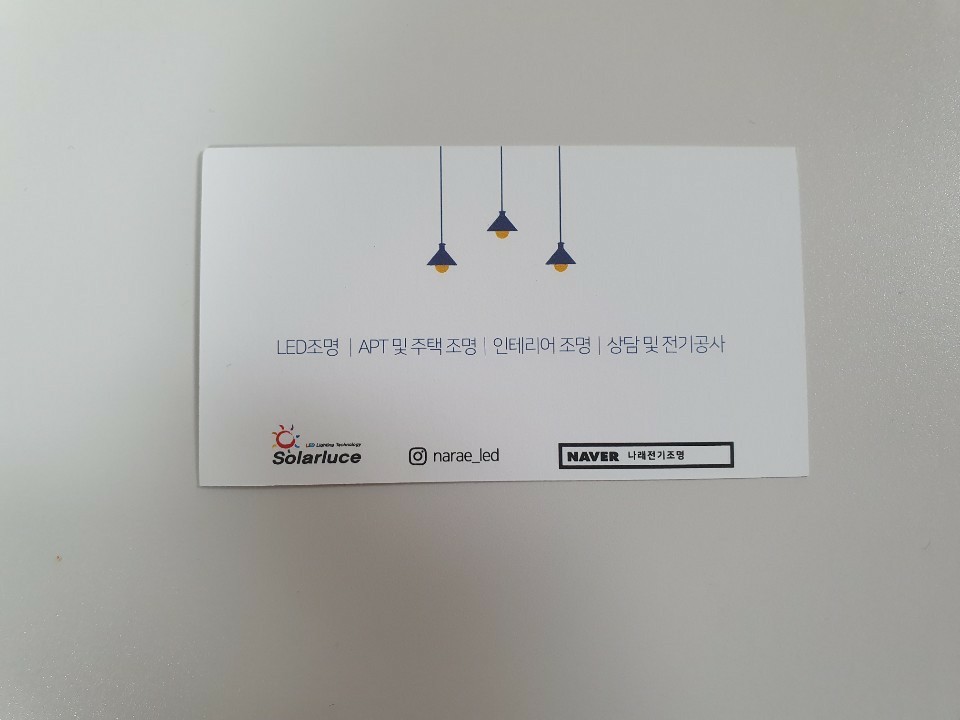 LED조명 | APT 및 주택 조명 | 인테리어 조명 | 상담 및 전기공사
LED Lighting Technology
Solarluce
narae_led
NAVER 나래전기조명